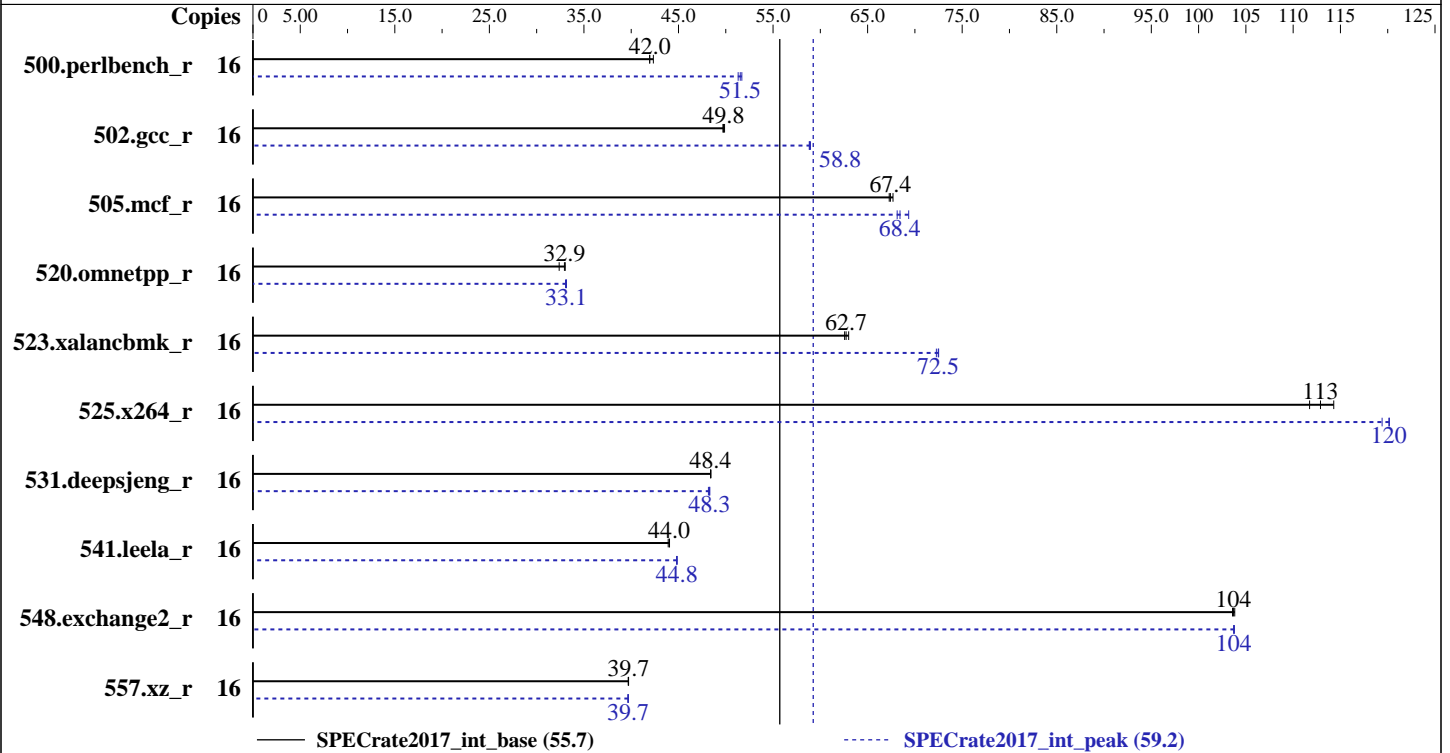 Copies 0 5.00 15.0 25.0 35.0 45.0 55.0 65.0 75.0 85.0 95.0 100 105 110 115 125
42.0
500.perlbench_r 16
51.5
49.8
502.gcc_r 16
58.8
67.4
505.mcf_r 16
68.4
32.9
520.omnetpp_r 16
33.1
62.7
523.xalancbmk_r 16
72.5
113
525.x264_r 16
120
48.4
531.deepsjeng_r 16
48.3
44.0
541.leela_r 16
44.8
104
548.exchange2_r 16
104
39.7
557.xz_r 16
39.7
SPECrate2017_int_base (55.7) SPECrate2017_int_peak (59.2)